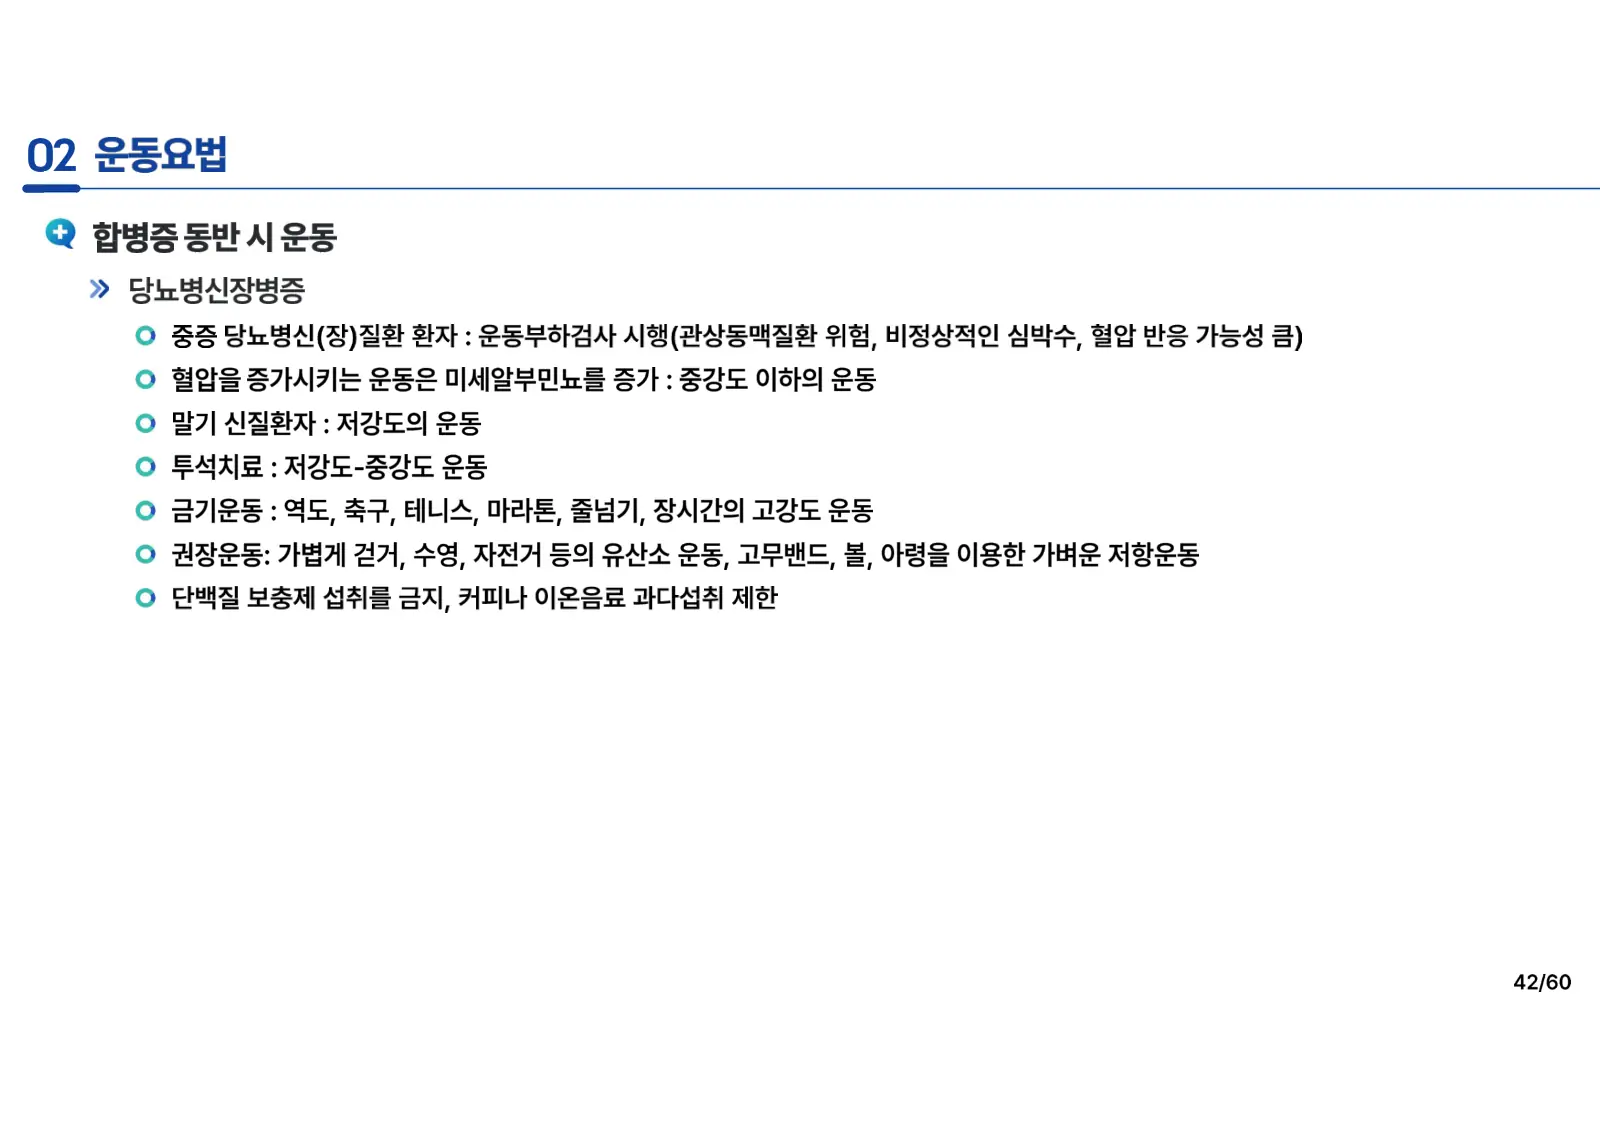 02 운동요법
합병증 동반 시 운동
당뇨병신장병증
중증 당뇨병신(장)질환 환자 : 운동부하검사 시행(관상동맥질환 위험, 비정상적인 심박수, 혈압 반응 가능성 큼)
혈압을 증가시키는 운동은 미세알부민뇨를 증가 : 중강도 이하의 운동
말기 신질환자 : 저강도의 운동
투석치료 : 저강도-중강도 운동
금기운동 : 역도, 축구, 테니스, 마라톤, 줄넘기, 장시간의 고강도 운동
권장운동: 가볍게 걷거, 수영, 자전거 등의 유산소 운동, 고무밴드, 볼, 아령을 이용한 가벼운 저항운동
단백질 보충제 섭취를 금지, 커피나 이온음료 과다섭취 제한
42/60